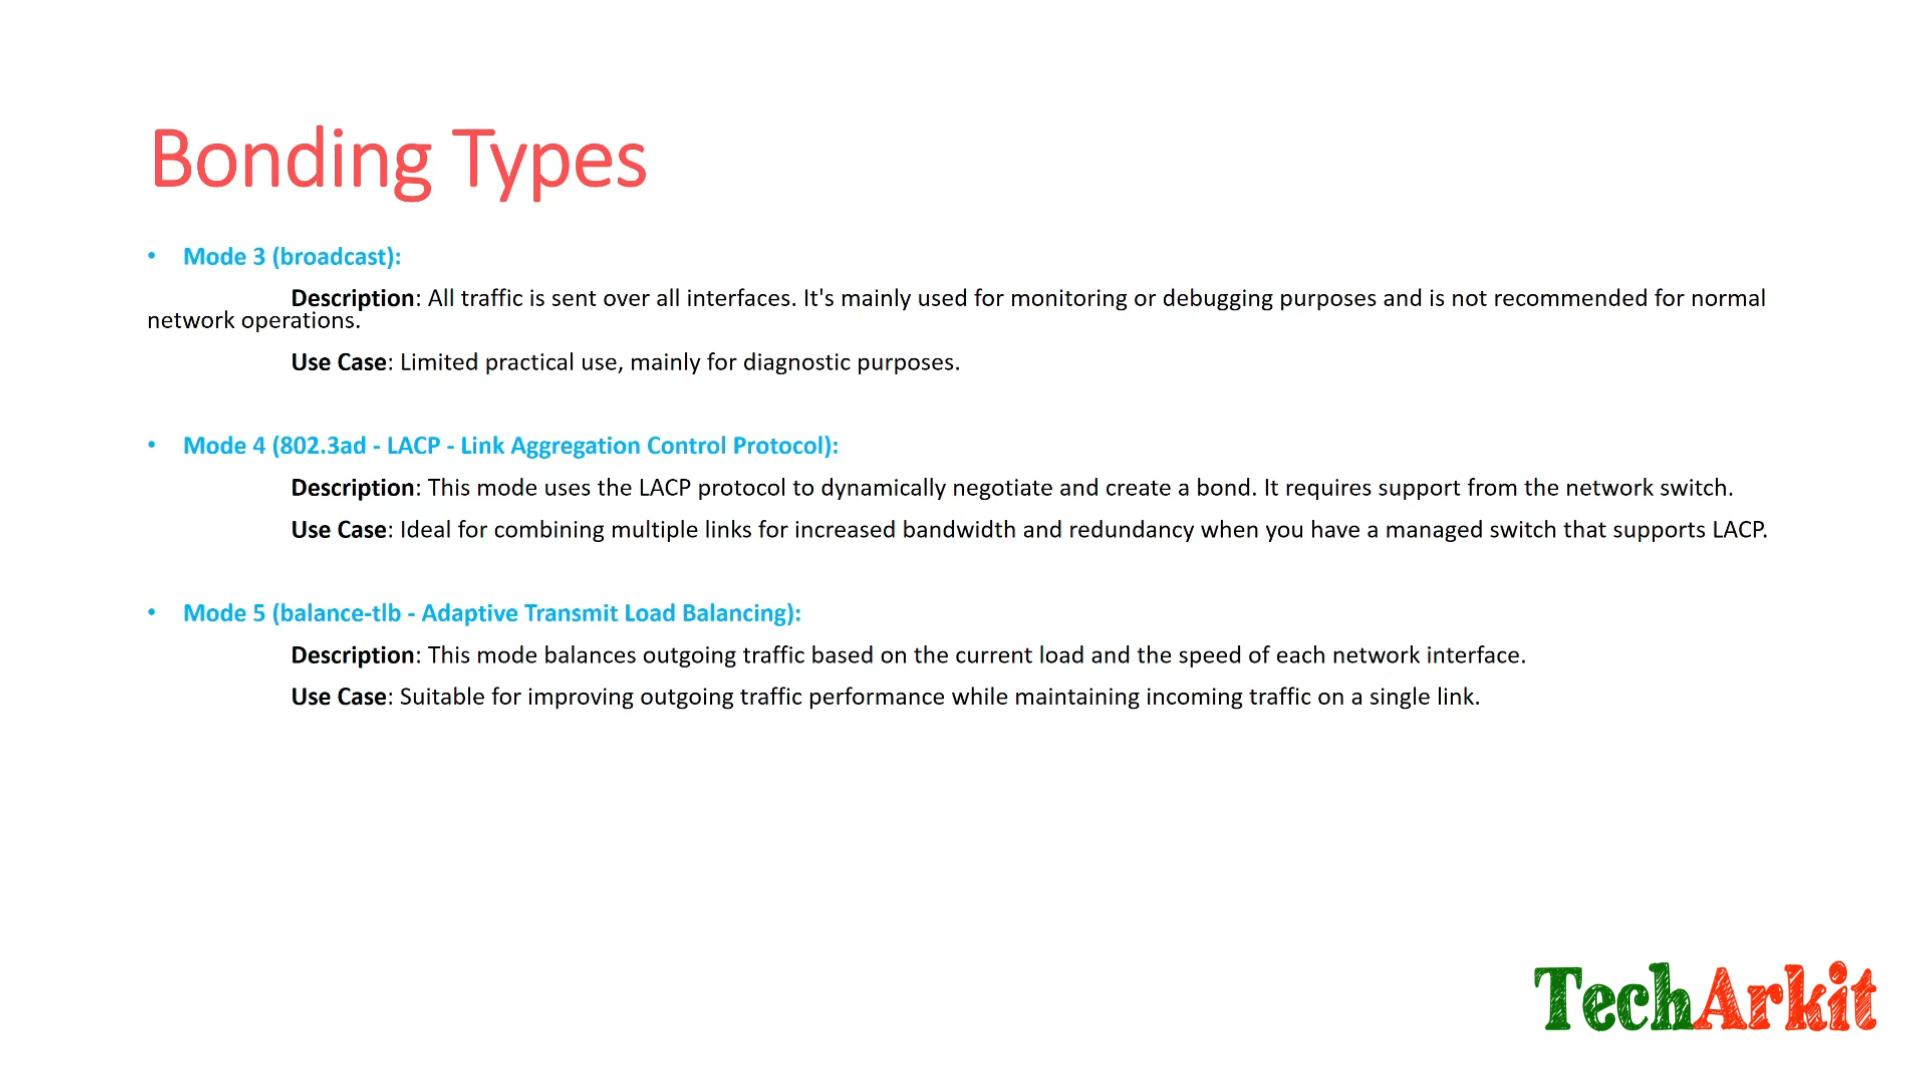 Bonding Types
• Mode 3 (broadcast):
Description: All traffic is sent over all interfaces. It's mainly used for monitoring or debugging purposes and is not recommended for normal
network operations.
Use Case: Limited practical use, mainly for diagnostic purposes.
• Mode 4 (802.3ad - LACP - Link Aggregation Control Protocol):
Description: This mode uses the LACP protocol to dynamically negotiate and create a bond. It requires support from the network switch.
Use Case: Ideal for combining multiple links for increased bandwidth and redundancy when you have a managed switch that supports LACP.
• Mode 5 (balance-tlb - Adaptive Transmit Load Balancing):
Description: This mode balances outgoing traffic based on the current load and the speed of each network interface.
Use Case: Suitable for improving outgoing traffic performance while maintaining incoming traffic on a single link.
TechArkit